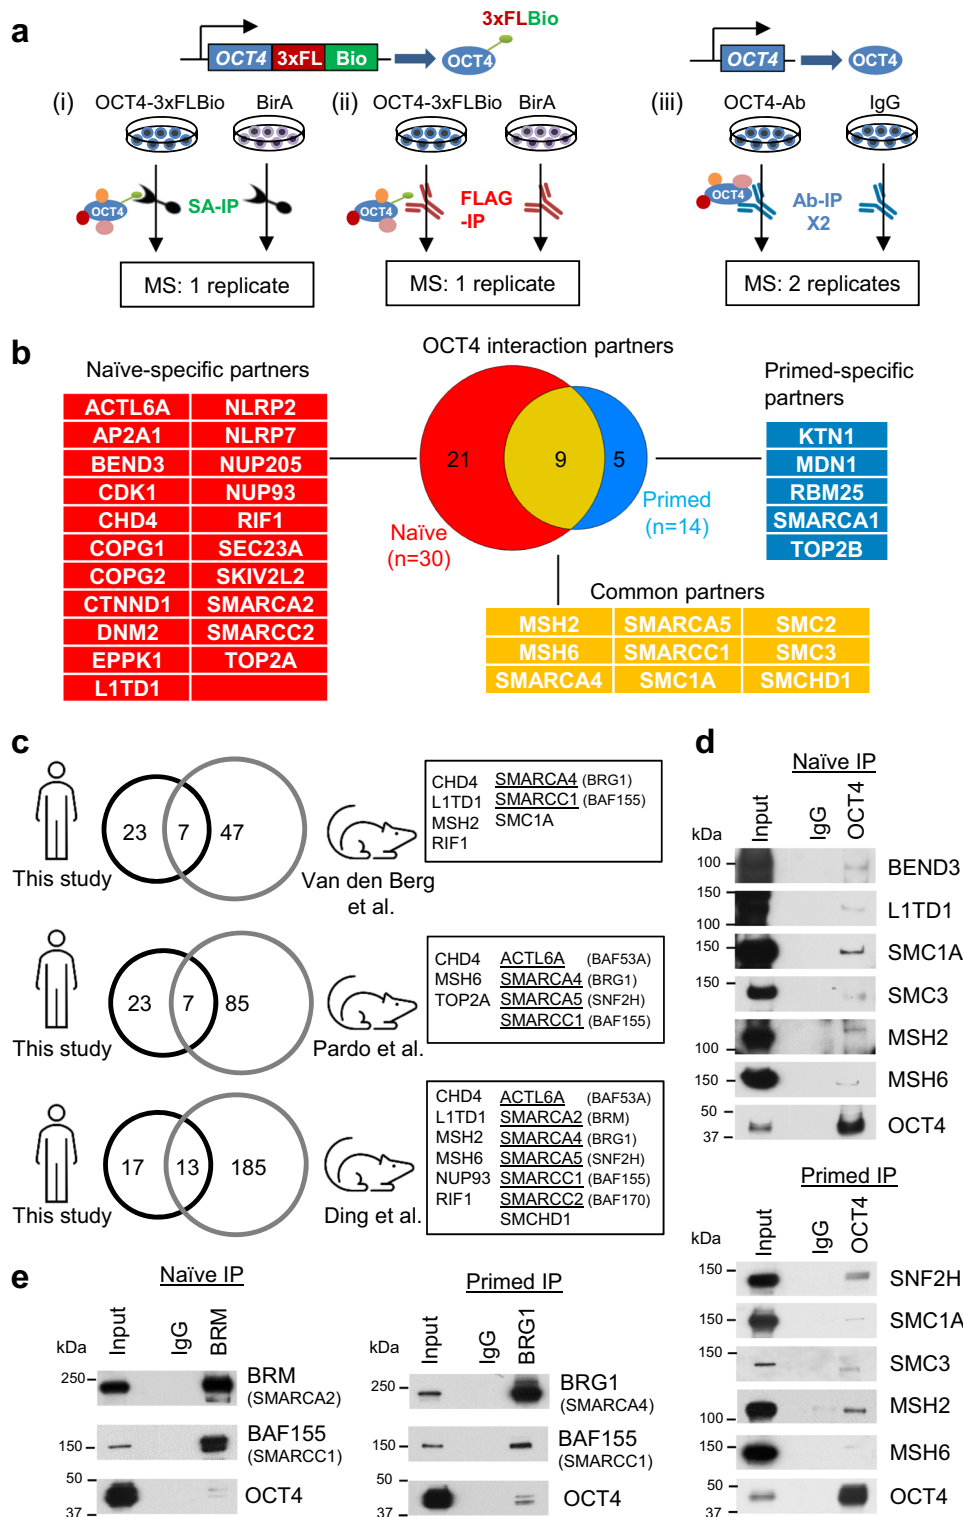 a
3xFLBio
OCT4 3xFL Bio
OCT4
OCT4
OCT4
(i)
OCT4-3xFLBio
BirA
(ii)
OCT4-3xFLBio
BirA
(iii)
OCT4-Ab
IgG
OCT4
SA-IP
OCT4
FLAG
-IP
OCT4
Ab-IP
X2
MS: 1 replicate
MS: 1 replicate
MS: 2 replicates
b
OCT4 interaction partners
Naïve-specific partners
ACTL6A NLRP2
AP2A1 NLRP7
BEND3 NUP205
CDK1 NUP93
CHD4 RIF1
COPG1 SEC23A
COPG2 SKIV2L2
CTNND1 SMARCA2
DNM2 SMARCC2
EPPK1 TOP2A
L1TD1
21
9
5
Naïve
(n=30)
Primed
(n=14)
Primed-specific
partners
KTN1
MDN1
RBM25
SMARCA1
TOP2B
Common partners
MSH2 SMARCA5 SMC2
MSH6 SMARCC1 SMC3
SMARCA4 SMC1A SMCHD1
c
This study
23
7
47
Van den Berg
et al.
CHD4 SMARCA4 (BRG1)
L1TD1 SMARCC1 (BAF155)
MSH2 SMC1A
RIF1
This study
23
7
85
Pardo et al.
CHD4 ACTL6A (BAF53A)
MSH6 SMARCA4 (BRG1)
TOP2A SMARCA5 (SNF2H)
SMARCC1 (BAF155)
This study
17
13
185
Ding et al.
CHD4 ACTL6A (BAF53A)
L1TD1 SMARCA2 (BRM)
MSH2 SMARCA4 (BRG1)
MSH6 SMARCA5 (SNF2H)
NUP93 SMARCC1 (BAF155)
RIF1 SMARCC2 (BAF170)
SMCHD1
d
Naïve IP
kDa
Input
IgG
OCT4
100
BEND3
150
100
L1TD1
150
SMC1A
150
SMC3
100
MSH2
150
MSH6
50
37
OCT4
Primed IP
kDa
Input
IgG
OCT4
150
SNF2H
150
SMC1A
150
SMC3
100
MSH2
150
MSH6
50
37
OCT4
e
Naïve IP
kDa
Input
IgG
BRM
250
BRM
(SMARCA2)
150
BAF155
(SMARCC1)
50
37
OCT4
Primed IP
kDa
Input
IgG
BRG1
250
BRG1
(SMARCA4)
150
BAF155
(SMARCC1)
50
37
OCT4